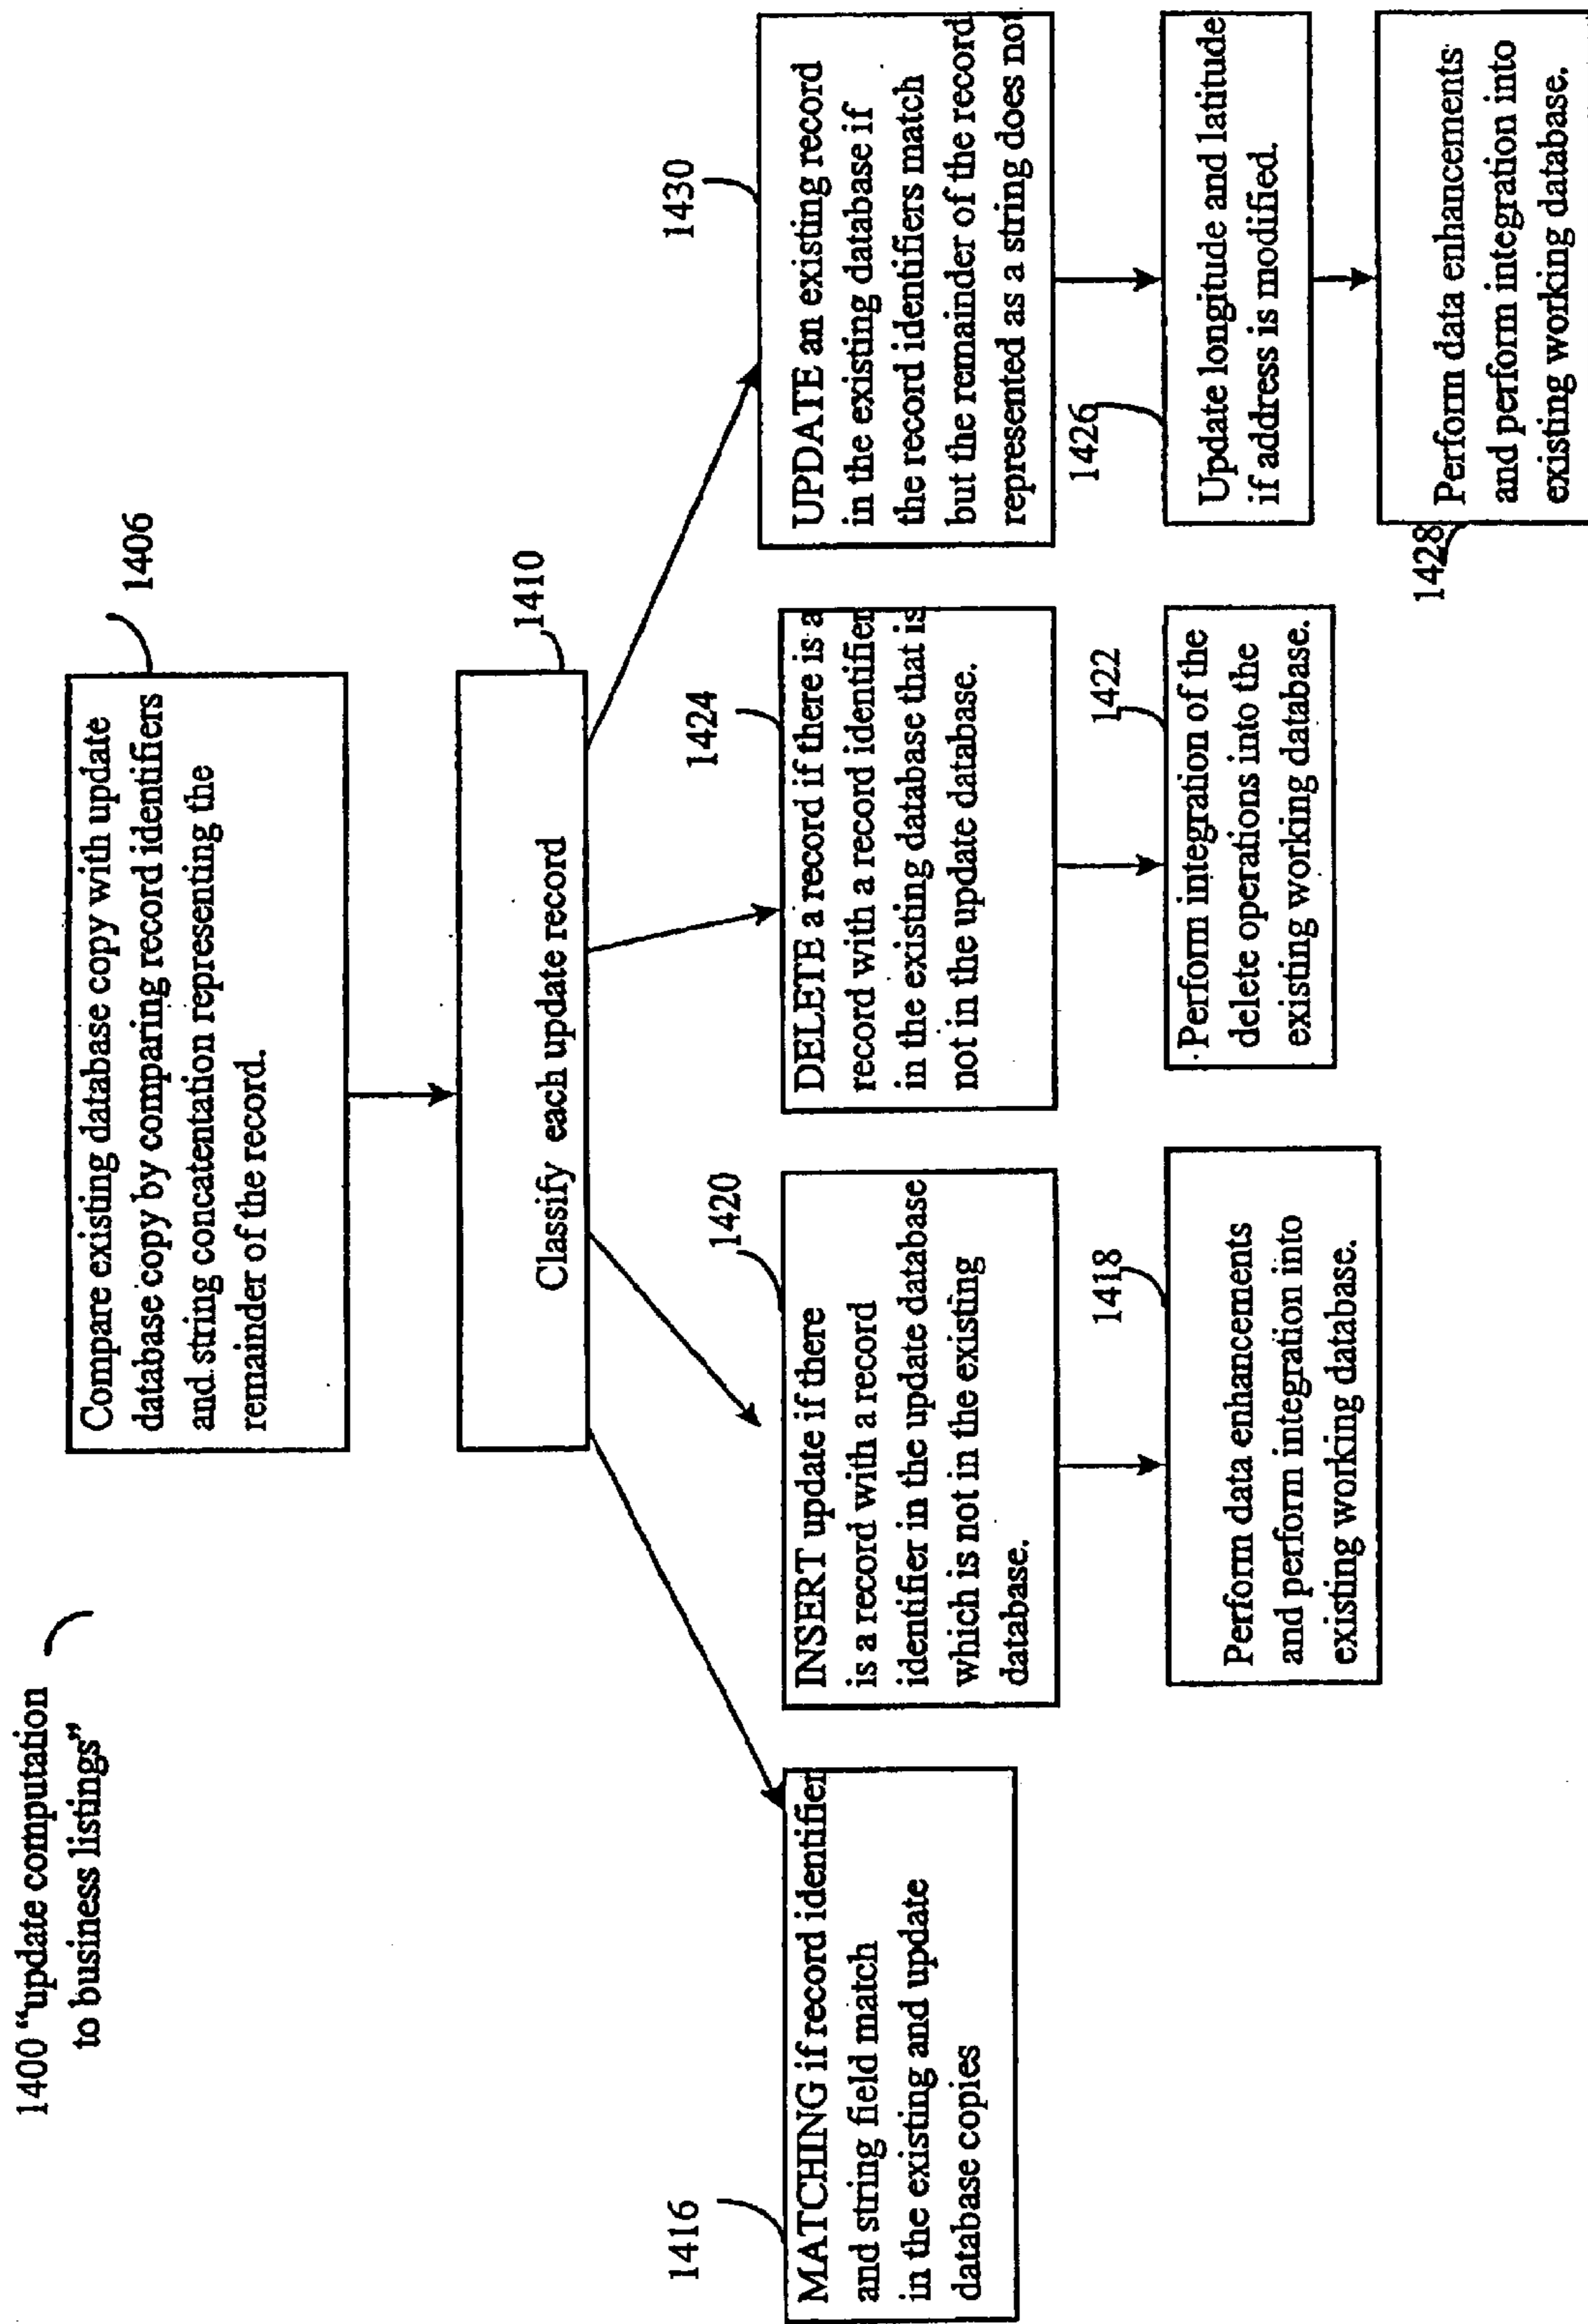 1400 “update computation
to business listings”
1406
Compare existing database copy with update
database copy by comparing record identifiers
and string concatentation representing the
remainder of the record.
1410
Classify each update record
1416
MATCHING if record identifier
and string field match
in the existing and update
database copies
1420
INSERT update if there
is a record with a record
identifier in the update database
which is not in the existing
database.
1418
Perform data enhancements
and perform integration into
existing working database.
1424
DELETE a record if there is a
record with a record identifier
in the existing database that is
not in the update database.
1422
Perform integration of the
delete operations into the
existing working database.
1430
UPDATE an existing record
in the existing database if
the record identifiers match
but the remainder of the record
represented as a string does not
1426
Update longitude and latitude
if address is modified.
1428
Perform data enhancements
and perform integration into
existing working database.